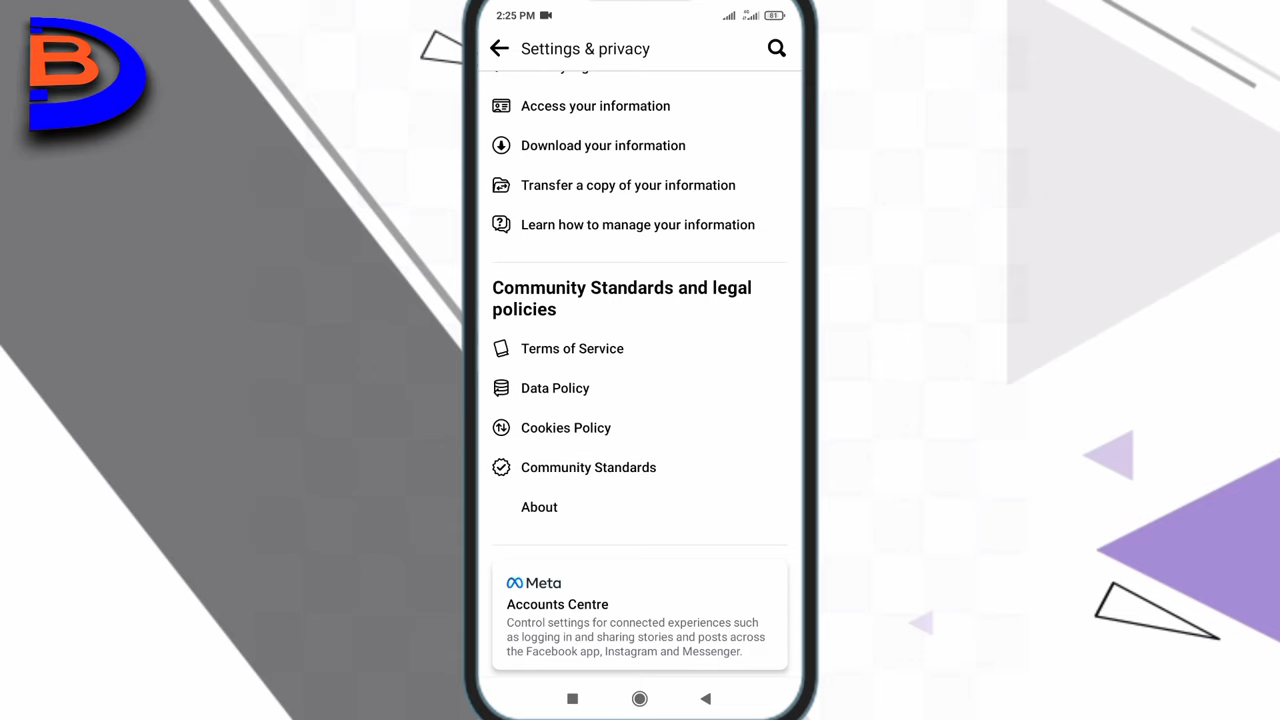 2:25 PM
4G
81
Settings & privacy
Access your information
Download your information
Transfer a copy of your information
Learn how to manage your information
Community Standards and legal
policies
Terms of Service
Data Policy
Cookies Policy
Community Standards
About
Meta
Accounts Centre
Control settings for connected experiences such
as logging in and sharing stories and posts across
the Facebook app, Instagram and Messenger.
B